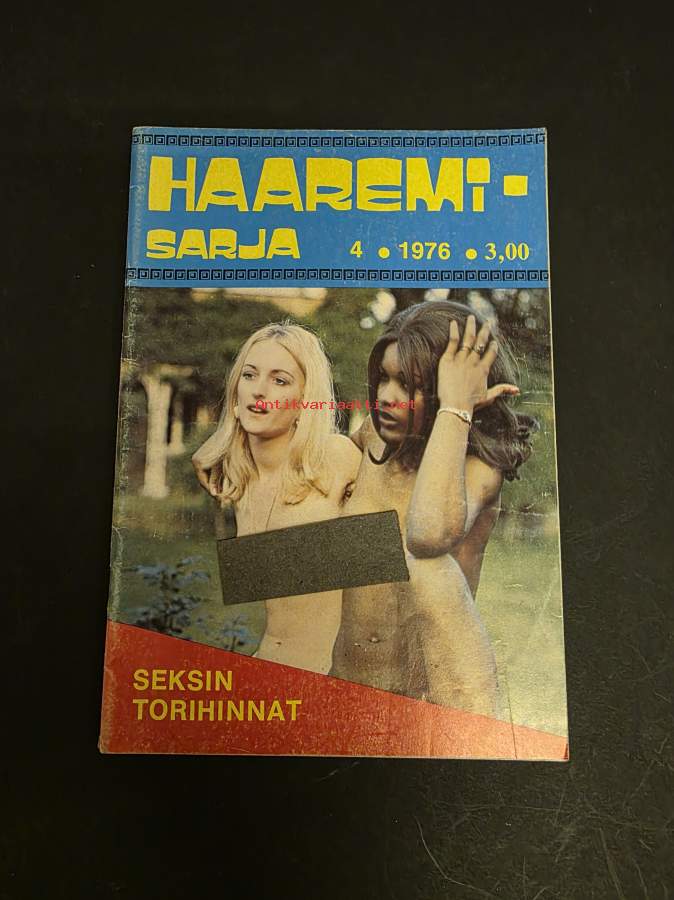 HAAREMi-
SARJA 4 • 1976 • 3,00
Antikvariaatti.net
SEKSIN
TORIHINNAT